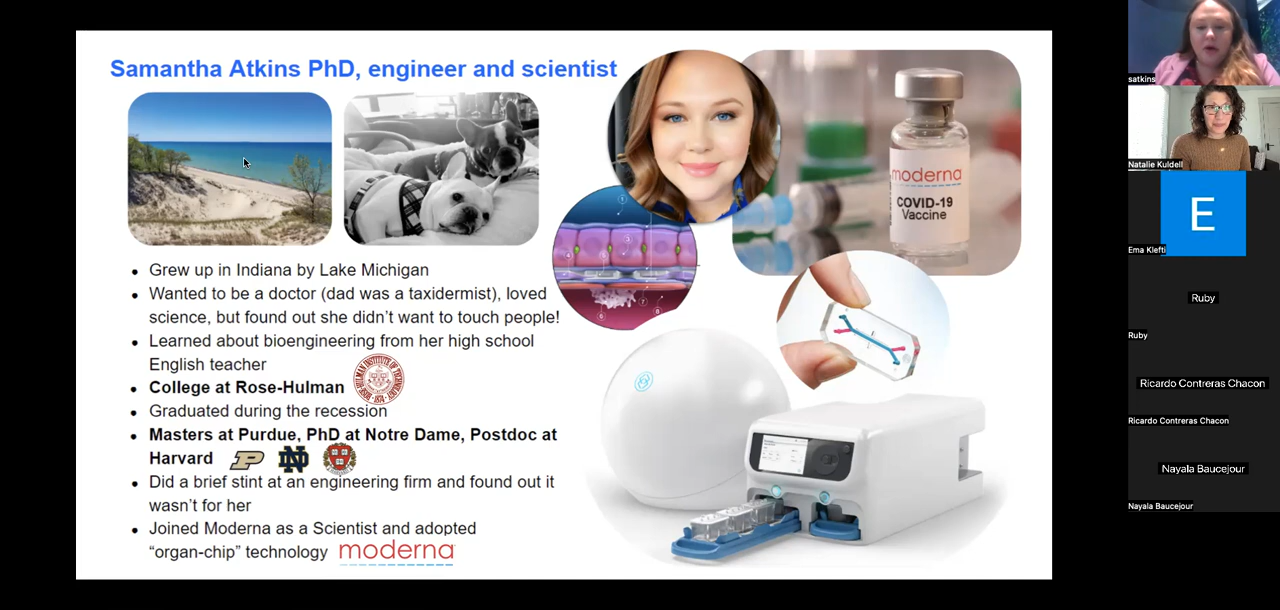 Samantha Atkins PhD, engineer and scientist
Grew up in Indiana by Lake Michigan
Wanted to be a doctor (dad was a taxidermist), loved
science, but found out she didn't want to touch people!
Learned about bioengineering from her high school
English teacher
College at Rose-Hulman
Graduated during the recession
Masters at Purdue, PhD at Notre Dame, Postdoc at
Harvard
Did a brief stint at an engineering firm and found out it
wasn't for her
Joined Moderna as a Scientist and adopted
"organ-chip" technology
moderna
moderna
COVID-19
Vaccine
satkins
Natalie Kuldell
E
Ema Klefti
Ruby
Ruby
Ricardo Contreras Chacon
Ricardo Contreras Chacon
Nayala Baucejour
Nayala Baucejour